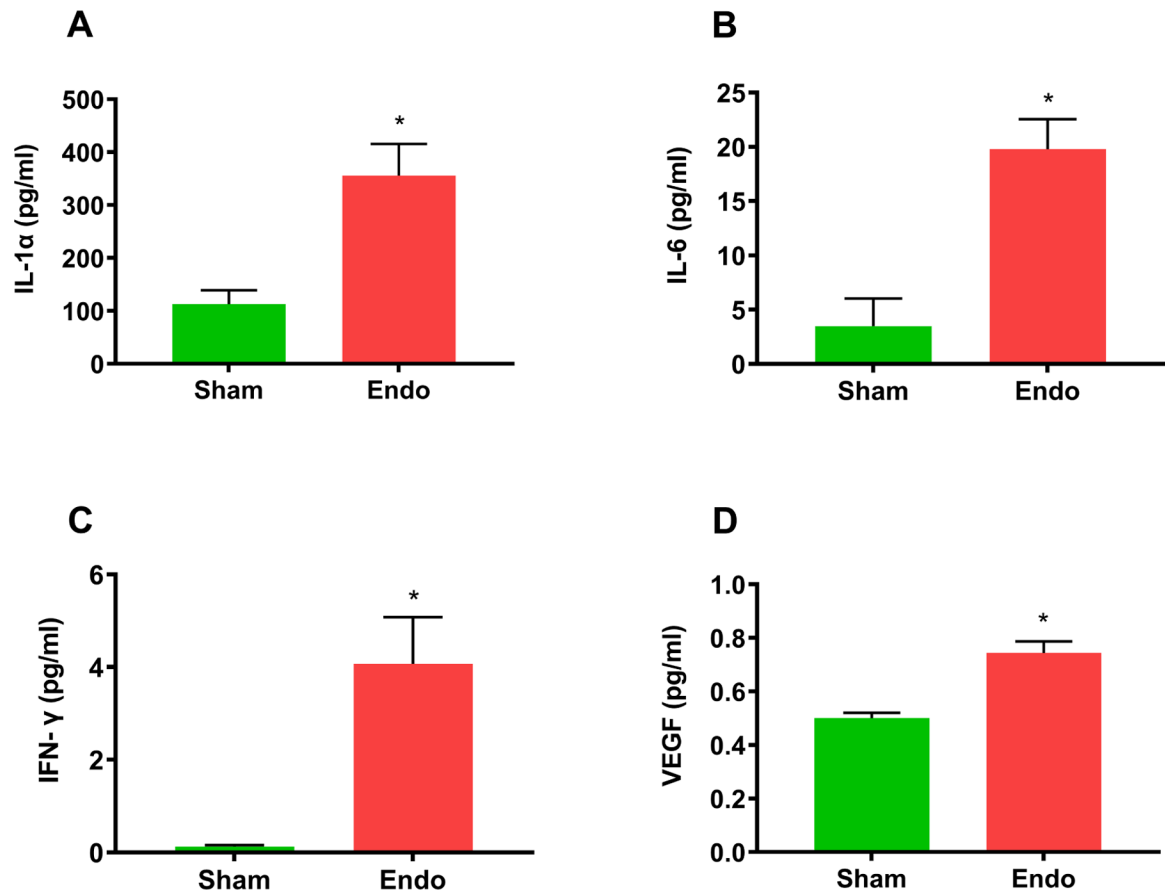 A
IL-1α (pg/ml)
500
400
300
200
100
0
*
Sham Endo
B
IL-6 (pg/ml)
25
20
15
10
5
0
*
Sham Endo
C
IFN- γ (pg/ml)
6
4
2
0
*
Sham Endo
D
VEGF (pg/ml)
1.0
0.8
0.6
0.4
0.2
0.0
*
Sham Endo